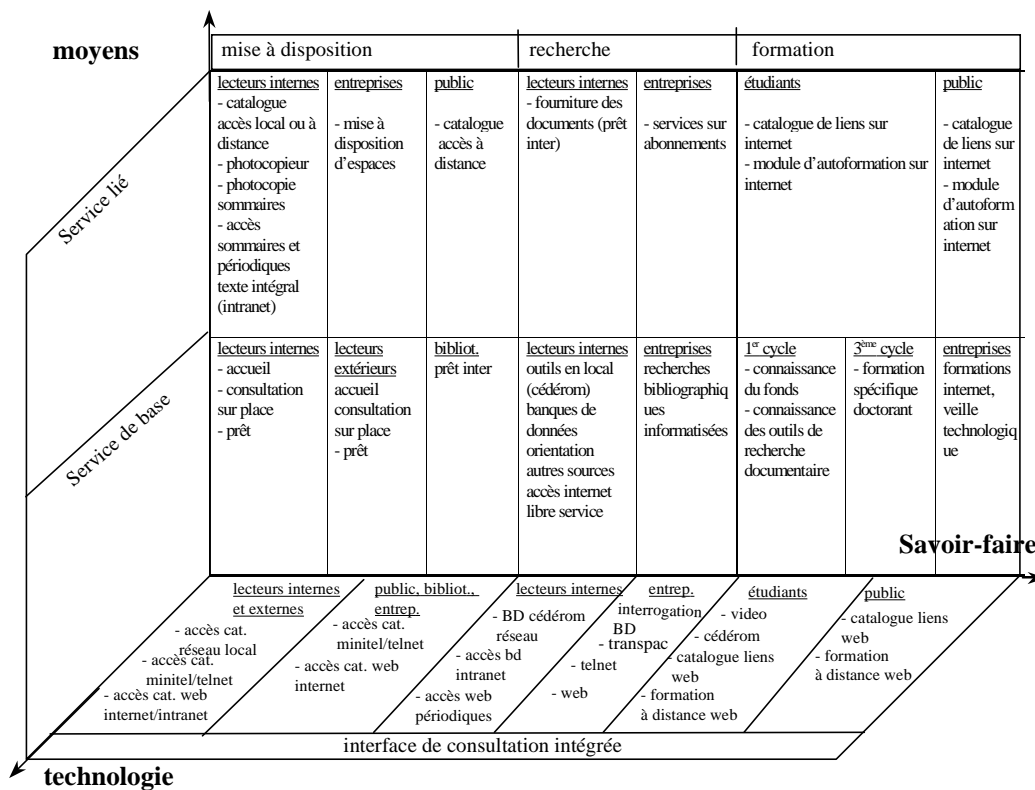 moyens
mise à disposition
recherche
formation
lecteurs internes
- catalogue
accès local ou à
distance
- photocopieur
- photocopie
sommaires
- accès
sommaires et
périodiques
texte intégral
(intranet)
entreprises
- mise à
disposition
d'espaces
public
- catalogue
accès à
distance
lecteurs internes
- fourniture des
documents (prêt
inter)
entreprises
- services sur
abonnements
étudiants
- catalogue de liens sur
internet
- module d'autoformation sur
internet
public
- catalogue
de liens sur
internet
- module
d'autoform
ation sur
internet
Service lié
lecteurs internes
- accueil
- consultation
sur place
- prêt
lecteurs
extérieurs
accueil
consultation
sur place
- prêt
bibliot.
prêt inter
lecteurs internes
outils en local
(cédérom)
banques de
données
orientation
autres sources
accès internet
libre service
entreprises
recherches
bibliographiq
ues
informatisées
1er cycle
- connaissance
du fonds
- connaissance
des outils de
recherche
documentaire
3ème cycle
- formation
spécifique
doctorant
entreprises
formations
internet,
veille
technologiq
ue
Service de base
Savoir-faire
lecteurs internes
et externes
- accès cat.
réseau local
- accès cat.
minitel/telnet
- accès cat. web
internet/intranet
public, bibliot.,
entrep.
- accès cat.
minitel/telnet
- accès cat. web
internet
lecteurs internes
- BD cédérom
réseau
- accès bd
intranet
- accès web
périodiques
entrep.
interrogation
BD
- transpac
- telnet
- web
étudiants
- video
- cédérom
- catalogue liens
web
- formation
à distance web
public
- catalogue liens
web
- formation
à distance web
interface de consultation intégrée
technologie